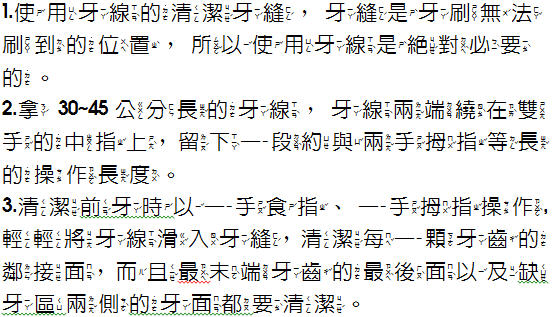 1.使用牙線的清潔牙縫，牙縫是牙刷無法
刷到的位置，所以使用牙線是絕對必要
的。
2.拿 30~45 公分長的牙線，牙線兩端繞在雙
手的中指上，留下一段約與兩手拇指等長
的操作長度。
3.清潔前牙時以一手食指、一手拇指操作,
輕輕將牙線滑入牙縫，清潔每一顆牙齒的
鄰接面，而且最末端牙齒的最後面以及缺
牙區兩側的牙面都要清潔。